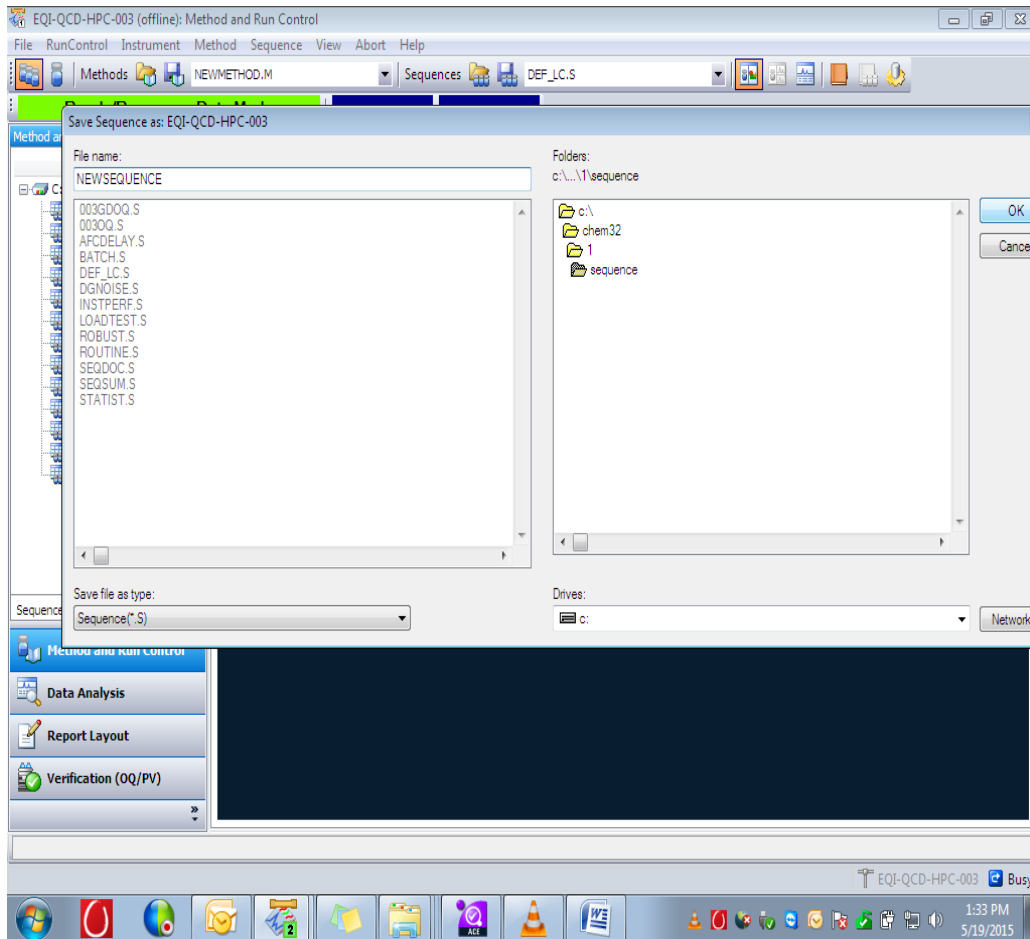 EQI-QCD-HPC-003 (offline): Method and Run Control
File RunControl Instrument Method Sequence View Abort Help
Methods NEWMETHOD.M Sequences DEF_LC.S
Save Sequence as: EQI-QCD-HPC-003
Method ar
File name:
Folders:
NEWSEQUENCE
c:\...\1\sequence
C:
003GDOQ.S
003OQ.S
AFCDELAY.S
BATCH.S
DEF_LC.S
DGNOISE.S
INSTPERF.S
LOADTEST.S
ROBUST.S
ROUTINE.S
SEQDOC.S
SEQSUM.S
STATIST.S
c:\
chem32
1
sequence
OK
Cance
Save file as type:
Drives:
Sequence
Sequence(*.S)
c:
Network
Method and Run Control
Data Analysis
Report Layout
Verification (OQ/PV)
EQI-QCD-HPC-003 Busy
2
ACE
1:33 PM
5/19/2015